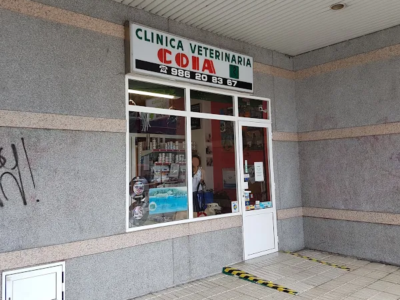 CLINICA VETERINARIA
COIA
☎ 986 20 83 67